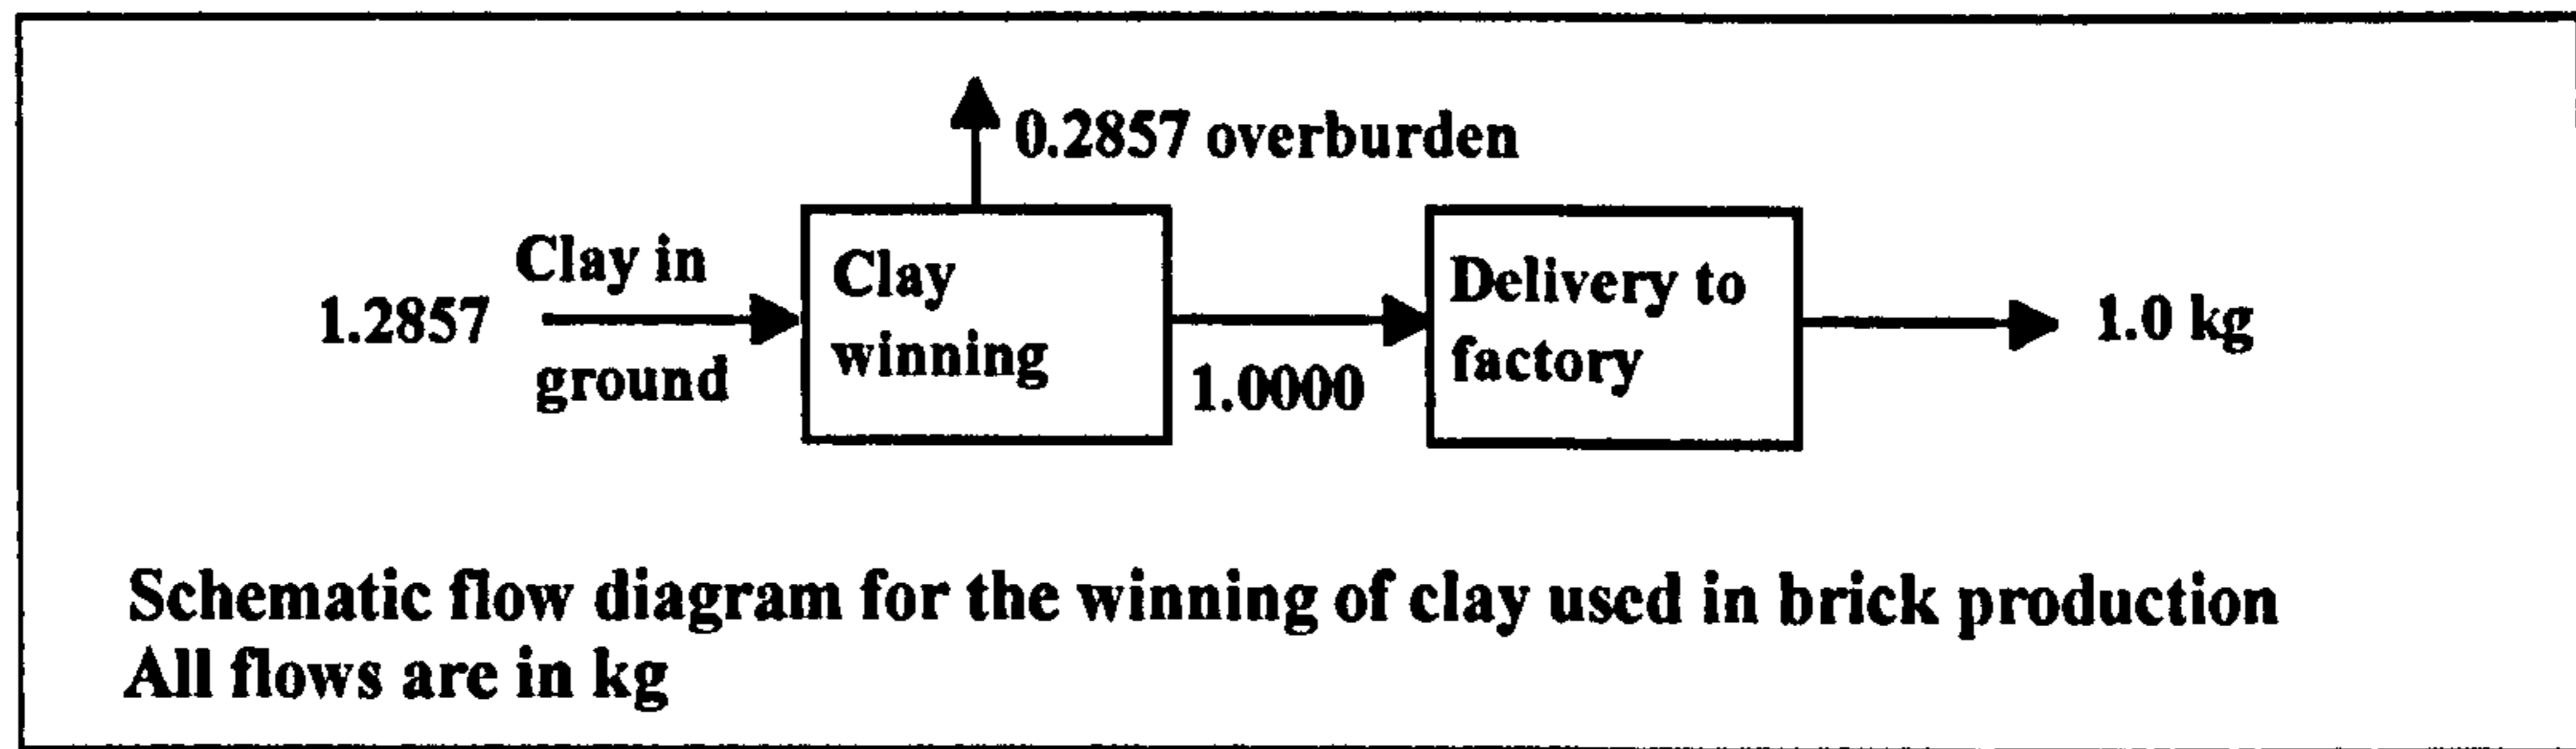 0.2857 overburden
Clay in
ground
1.2857
Clay
winning
1.0000
Delivery to
factory
1.0 kg
Schematic flow diagram for the winning of clay used in brick production
All flows are in kg